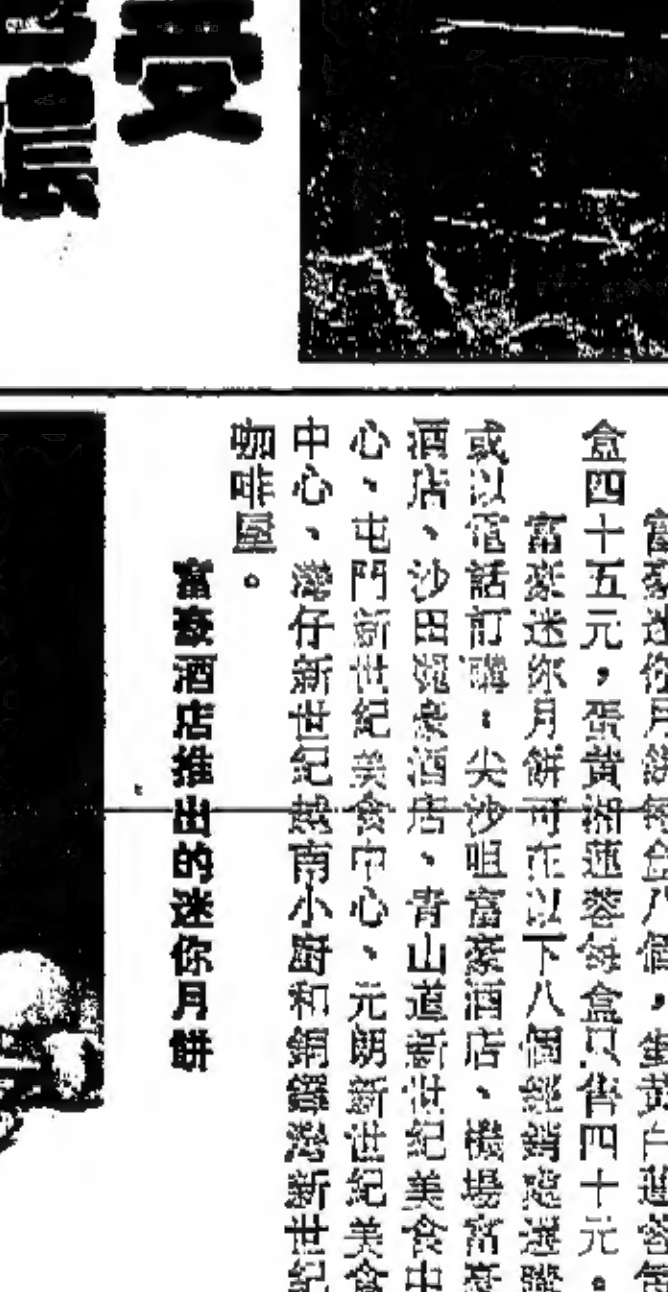 受
富豪迷你月餅每盒八個，蛋黃白蓮蓉每
盒四十五元，蛋黃湘蓮蓉每盒只售四十元。
富豪迷你月餅可在以下八個經銷處選購
或以電話訂購：尖沙咀富豪酒店、機場富豪
酒店、沙田麗豪酒店、青山道新世紀美食中
心、屯門新世紀美食中心、元朗新世紀美食
中心、灣仔新世紀越南小廚和銅鑼灣新世紀
咖啡屋。
富豪酒店推出的迷你月餅